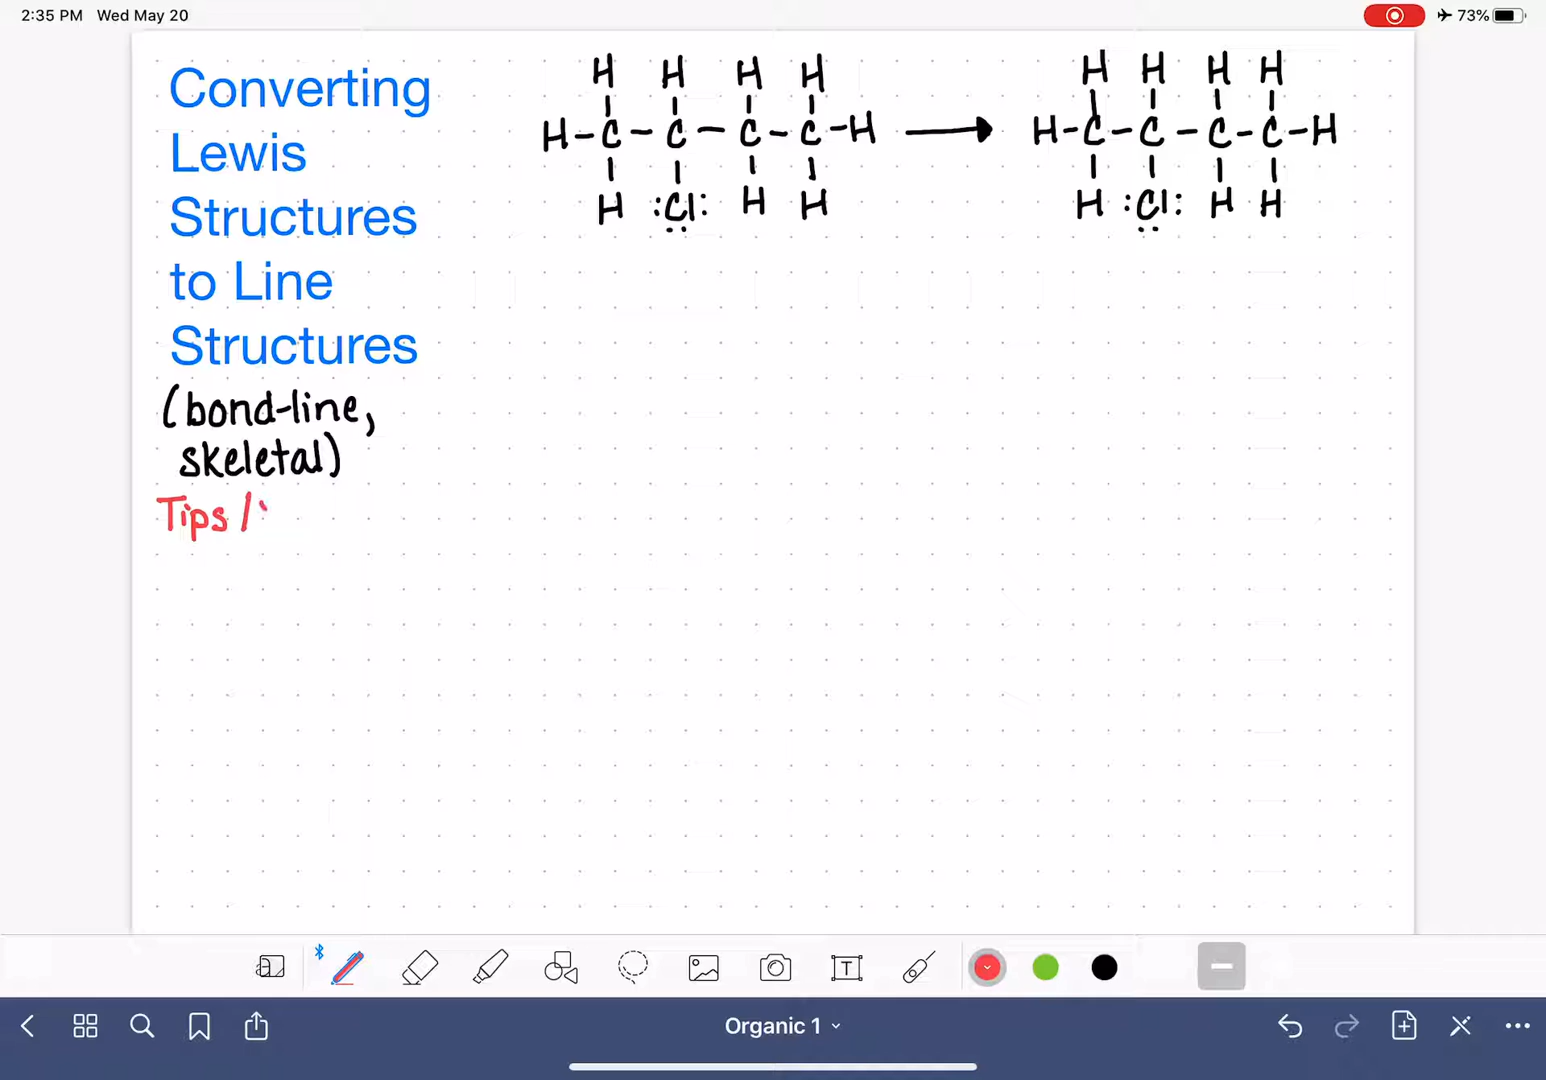 2:35 PM Wed May 20
73%
Converting
Lewis
Structures
to Line
Structures
(bond-line,
skeletal)
Tips /
H H H H
H-C-C-C-C-H
H :Cl: H H
H H H H
H-C-C-C-C-H
H :Cl: H H
T
Organic 1